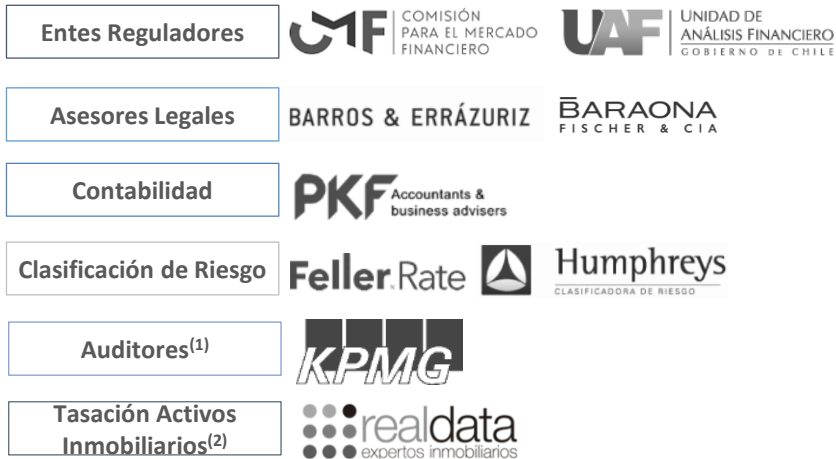 Entes Reguladores
CMF COMISIÓN
PARA EL MERCADO
FINANCIERO
UAF UNIDAD DE
ANÁLISIS FINANCIERO
GOBIERNO DE CHILE
Asesores Legales
BARROS & ERRÁZURIZ
BARAONA
FISCHER & CIA
Contabilidad
PKF Accountants &
business advisers
Clasificación de Riesgo
Feller.Rate
Humphreys
CLASIFICADORA DE RIESGO
Auditores(1)
KPMG
Tasación Activos
Inmobiliarios(2)
realdata
expertos inmobiliarios